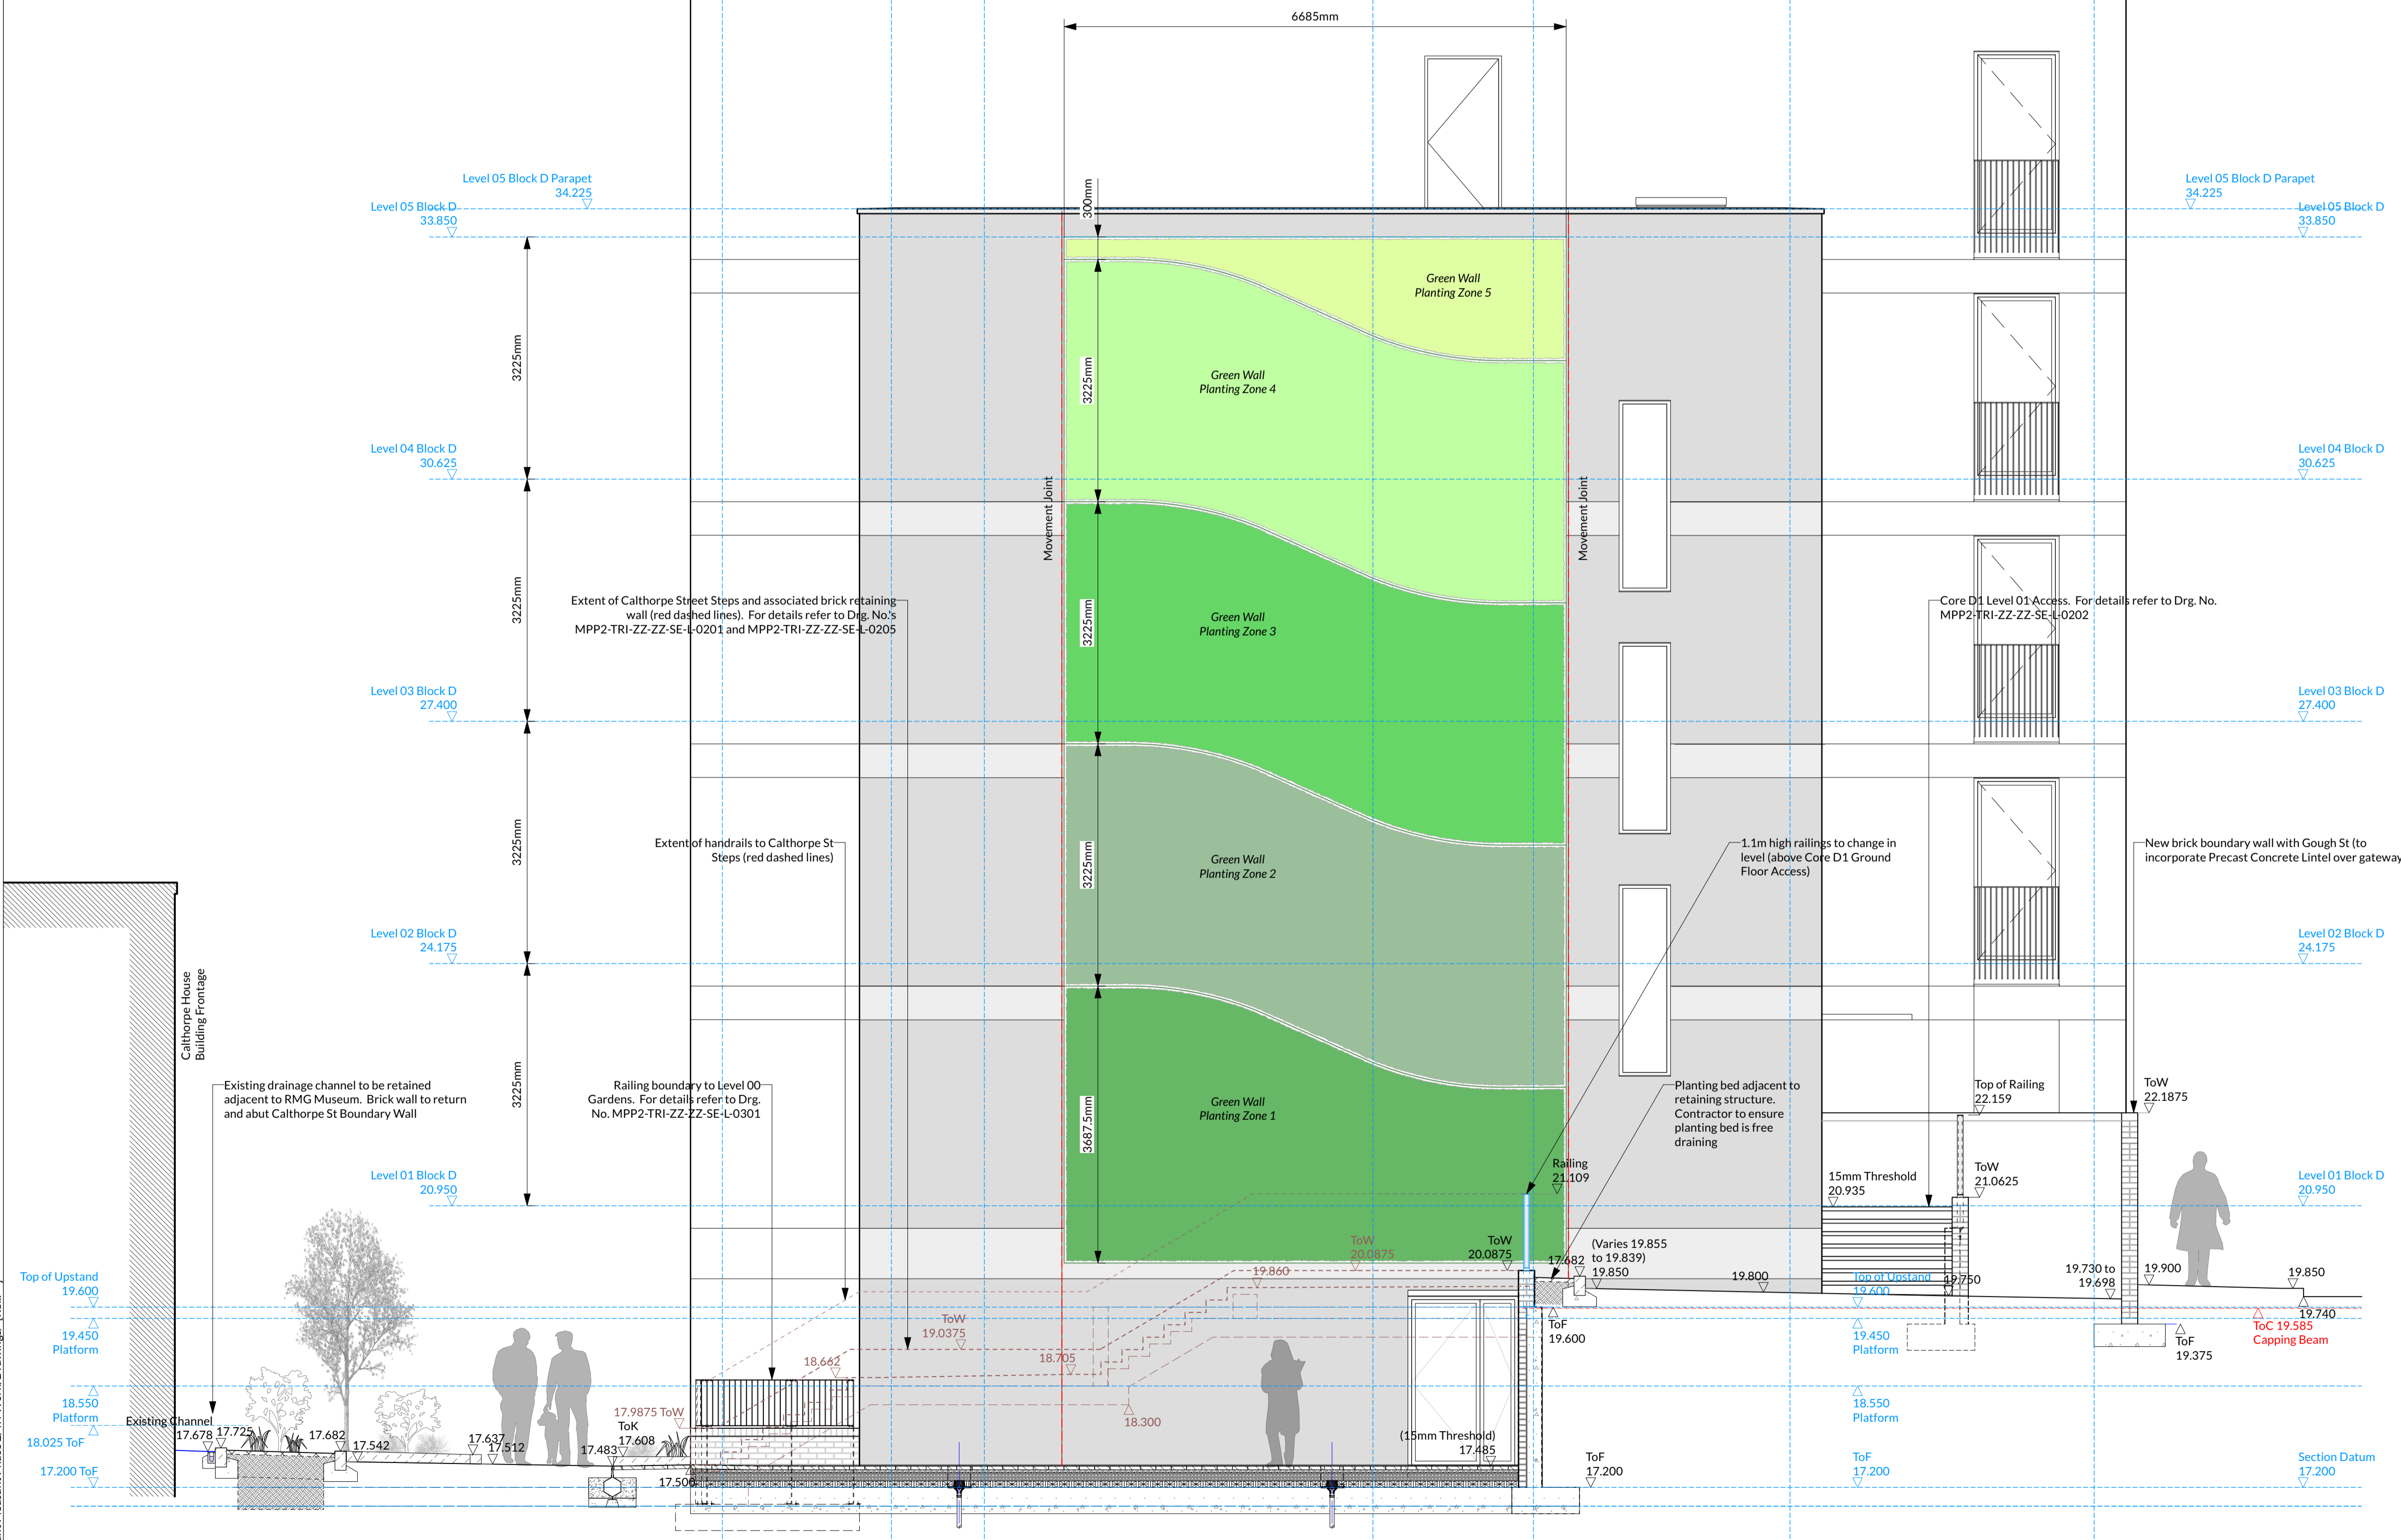 6685mm
Level 05 Block D Parapet
34.225
Level 05 Block D
33.850
300mm
Level 05 Block D Parapet
34.225
Level 05 Block D
33.850
Green Wall
Planting Zone 5
3225mm
3225mm
Green Wall
Planting Zone 4
Level 04 Block D
30.625
Level 04 Block D
30.625
Movement Joint
Movement Joint
Extent of Calthorpe Street Steps and associated brick retaining
wall (red dashed lines). For details refer to Drg. No.'s
MPP2-TRI-ZZ-ZZ-SE-L-0201 and MPP2-TRI-ZZ-ZZ-SE-L-0205
3225mm
3225mm
Green Wall
Planting Zone 3
Core D1 Level 01 Access. For details refer to Drg. No.
MPP2-TRI-ZZ-ZZ-SE-L-0202
Level 03 Block D
27.400
Level 03 Block D
27.400
Extent of handrails to Calthorpe St
Steps (red dashed lines)
3225mm
3225mm
Green Wall
Planting Zone 2
1.1m high railings to change in
level (above Core D1 Ground
Floor Access)
New brick boundary wall with Gough St (to
incorporate Precast Concrete Lintel over gateway
Level 02 Block D
24.175
Level 02 Block D
24.175
Calthorpe House
Building Frontage
Existing drainage channel to be retained
adjacent to RMG Museum. Brick wall to return
and abut Calthorpe St Boundary Wall
3225mm
Railing boundary to Level 00
Gardens. For details refer to Drg.
No. MPP2-TRI-ZZ-ZZ-SE-L-0301
3687.5mm
Green Wall
Planting Zone 1
Planting bed adjacent to
retaining structure.
Contractor to ensure
planting bed is free
draining
Top of Railing
22.159
ToW
22.1875
Level 01 Block D
20.950
Railing
21.109
15mm Threshold
20.935
ToW
21.0625
Level 01 Block D
20.950
ToW
20.0875
ToW
20.0875
17.682
(Varies 19.855
to 19.839)
19.850
19.860
19.800
Top of Upstand
19.600
Top of Upstand
19.600
19.750
19.730 to
19.698
19.900
19.850
19.740
19.450
Platform
ToW
19.0375
18.662
18.705
ToF
19.600
19.450
Platform
ToC 19.585
Capping Beam
ToF
19.375
18.550
Platform
18.550
Platform
18.025 ToF
17.200 ToF
Existing Channel
17.678
17.725
17.682
17.542
17.637
17.512
17.483
17.9875 ToW
ToK
17.608
17.500
18.300
(15mm Threshold)
17.485
ToF
17.200
ToF
17.200
Section Datum
17.200